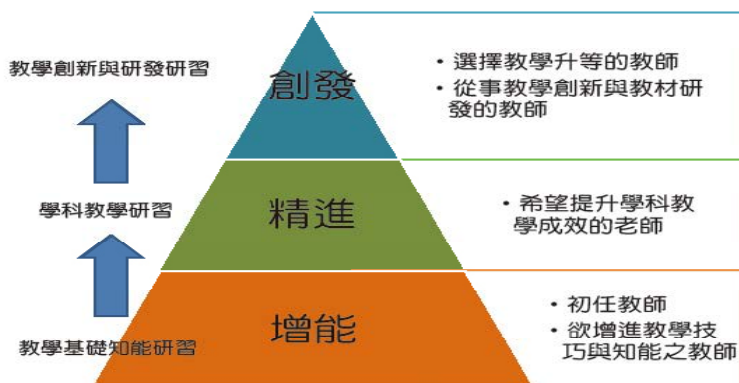 教學創新與研發研習
創發
• 選擇教學升等的教師
• 從事教學創新與教材研
發的教師
學科教學研習
精進
• 希望提升學科教
學成效的老師
教學基礎知能研習
增能
• 初任教師
• 欲增進教學技
巧與知能之教師